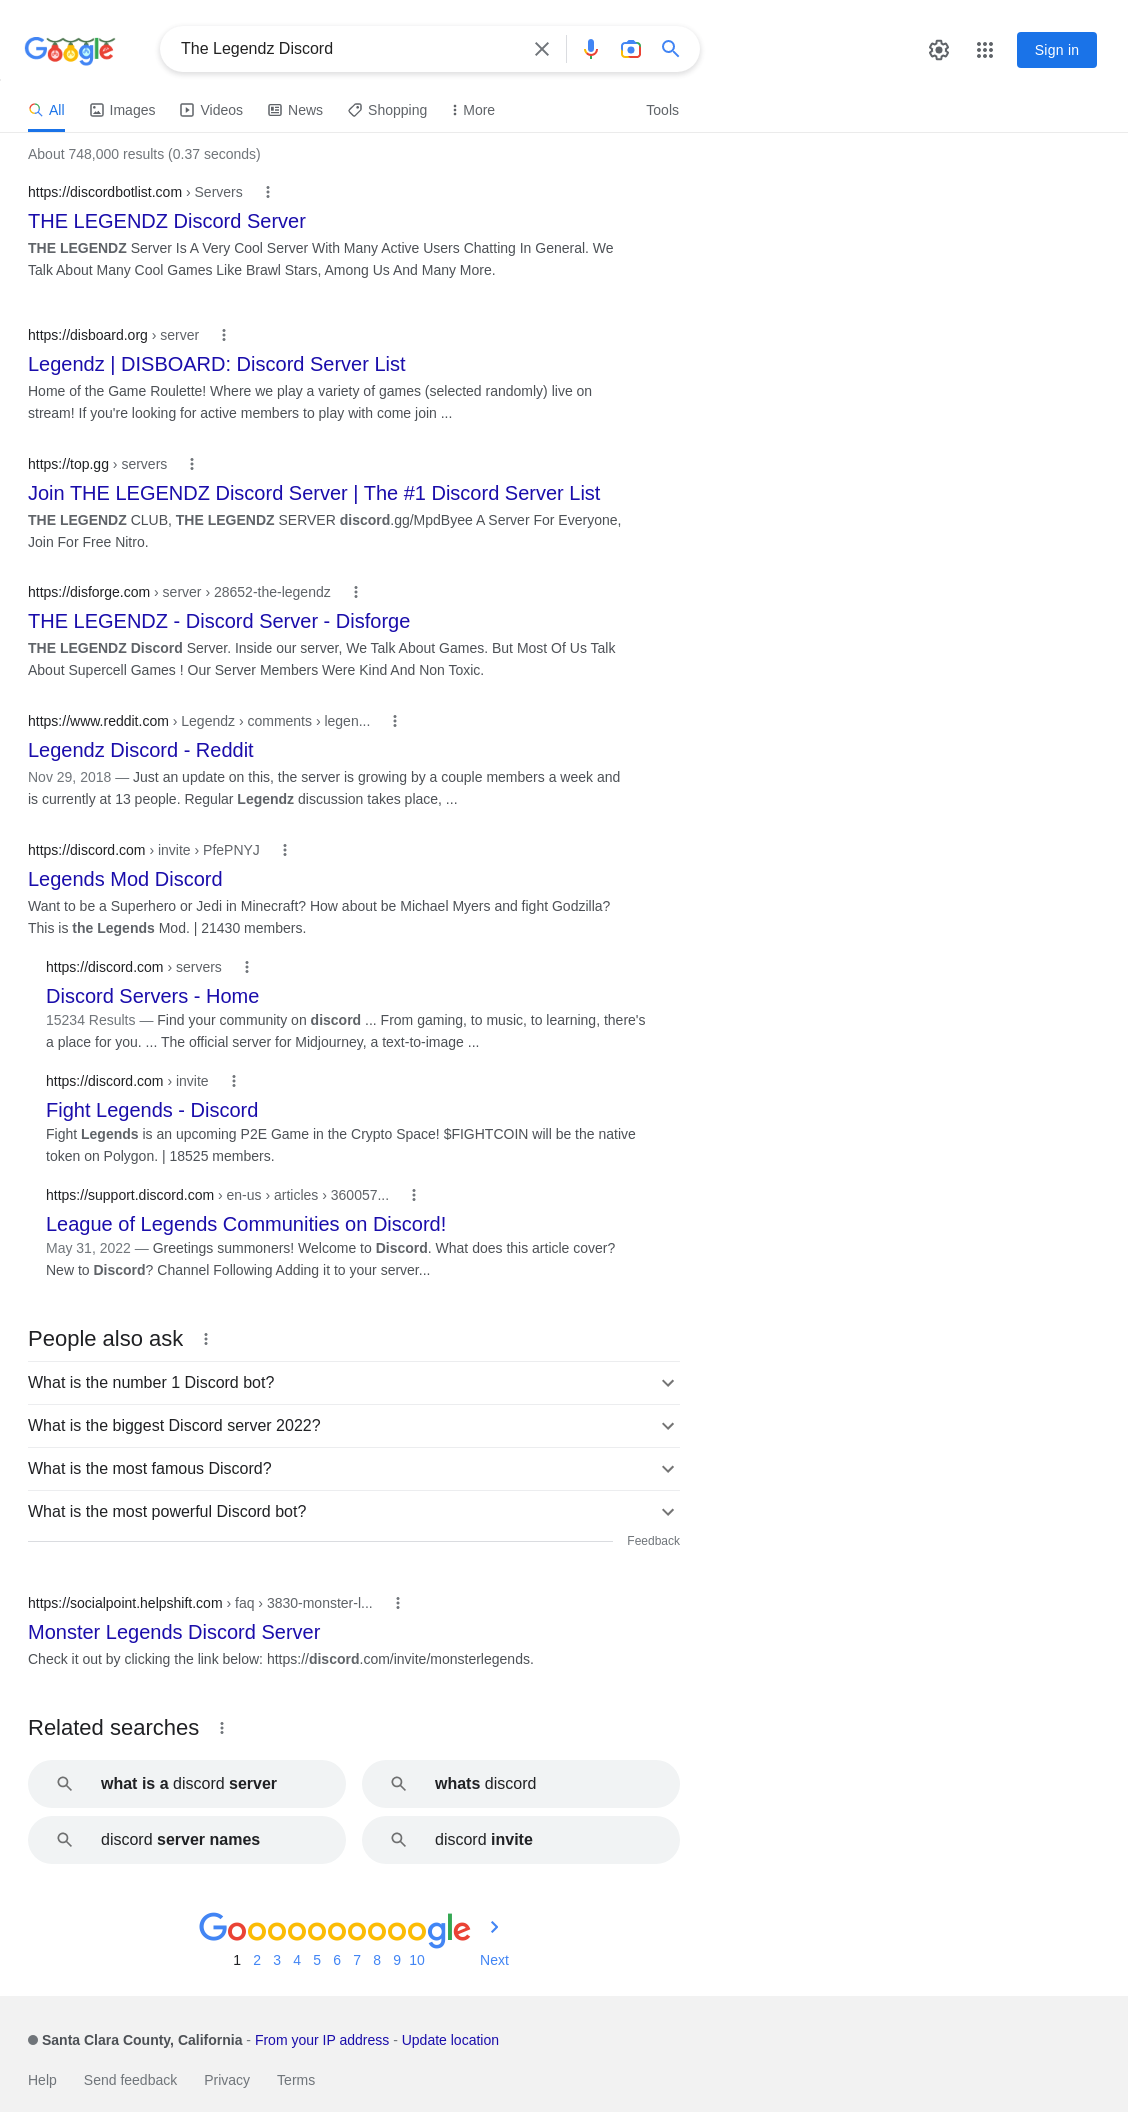 Google
The Legendz Discord
Sign in
All Images Videos News Shopping More Tools
About 748,000 results (0.37 seconds)
https://discordbotlist.com › Servers
THE LEGENDZ Discord Server
THE LEGENDZ Server Is A Very Cool Server With Many Active Users Chatting In General. We
Talk About Many Cool Games Like Brawl Stars, Among Us And Many More.
https://disboard.org › server
Legendz | DISBOARD: Discord Server List
Home of the Game Roulette! Where we play a variety of games (selected randomly) live on
stream! If you're looking for active members to play with come join ...
https://top.gg › servers
Join THE LEGENDZ Discord Server | The #1 Discord Server List
THE LEGENDZ CLUB, THE LEGENDZ SERVER discord.gg/MpdByee A Server For Everyone,
Join For Free Nitro.
https://disforge.com › server › 28652-the-legendz
THE LEGENDZ - Discord Server - Disforge
THE LEGENDZ Discord Server. Inside our server, We Talk About Games. But Most Of Us Talk
About Supercell Games ! Our Server Members Were Kind And Non Toxic.
https://www.reddit.com › Legendz › comments › legen...
Legendz Discord - Reddit
Nov 29, 2018 — Just an update on this, the server is growing by a couple members a week and
is currently at 13 people. Regular Legendz discussion takes place, ...
https://discord.com › invite › PfePNYJ
Legends Mod Discord
Want to be a Superhero or Jedi in Minecraft? How about be Michael Myers and fight Godzilla?
This is the Legends Mod. | 21430 members.
https://discord.com › servers
Discord Servers - Home
15234 Results — Find your community on discord ... From gaming, to music, to learning, there's
a place for you. ... The official server for Midjourney, a text-to-image ...
https://discord.com › invite
Fight Legends - Discord
Fight Legends is an upcoming P2E Game in the Crypto Space! $FIGHTCOIN will be the native
token on Polygon. | 18525 members.
https://support.discord.com › en-us › articles › 360057...
League of Legends Communities on Discord!
May 31, 2022 — Greetings summoners! Welcome to Discord. What does this article cover?
New to Discord? Channel Following Adding it to your server...
People also ask
What is the number 1 Discord bot?
What is the biggest Discord server 2022?
What is the most famous Discord?
What is the most powerful Discord bot?
Feedback
https://socialpoint.helpshift.com › faq › 3830-monster-l...
Monster Legends Discord Server
Check it out by clicking the link below: https://discord.com/invite/monsterlegends.
Related searches
what is a discord server
whats discord
discord server names
discord invite
Goooooooooogle
1 2 3 4 5 6 7 8 9 10 Next
Santa Clara County, California - From your IP address - Update location
Help Send feedback Privacy Terms